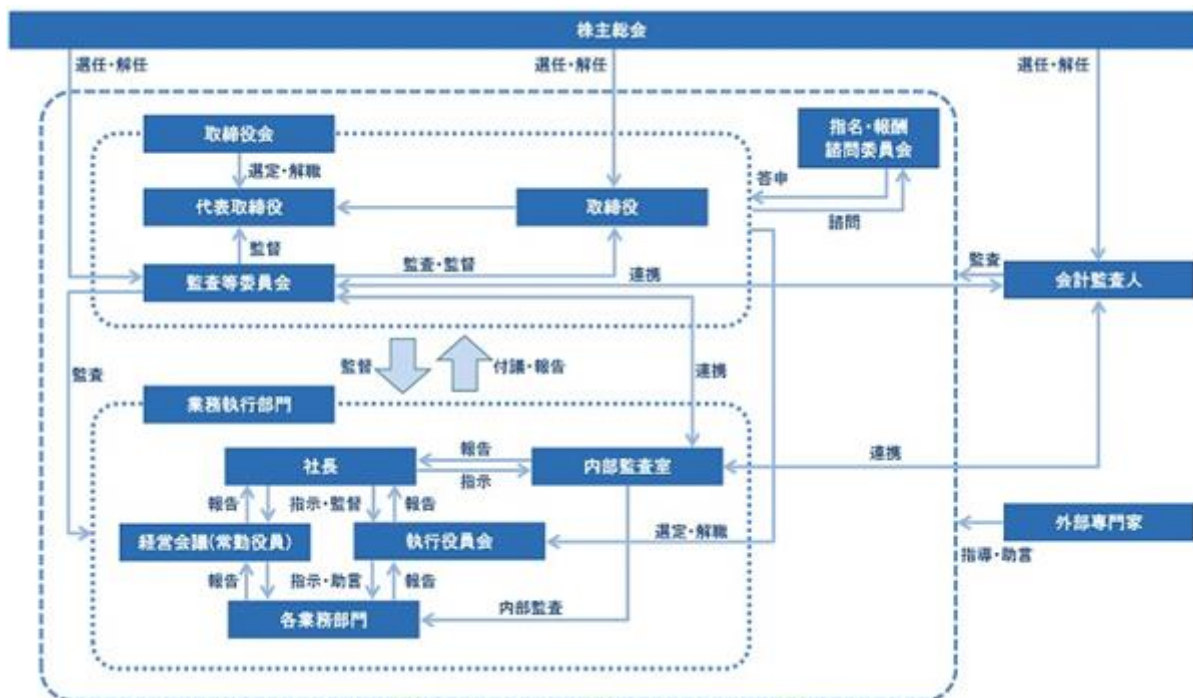 株主総会
選任・解任
選任・解任
選任・解任
取締役会
指名・報酬
諮問委員会
選定・解職
答申
代表取締役
取締役
諮問
監督
監査・監督
連携
監査
監査等委員会
会計監査人
監査
監督
付議・報告
連携
業務執行部門
社長
報告
指示
内部監査室
連携
報告
指示・監督
報告
経営会議(常勤役員)
執行役員会
選定・解職
外部専門家
指導・助言
報告
指示・助言
報告
内部監査
各業務部門